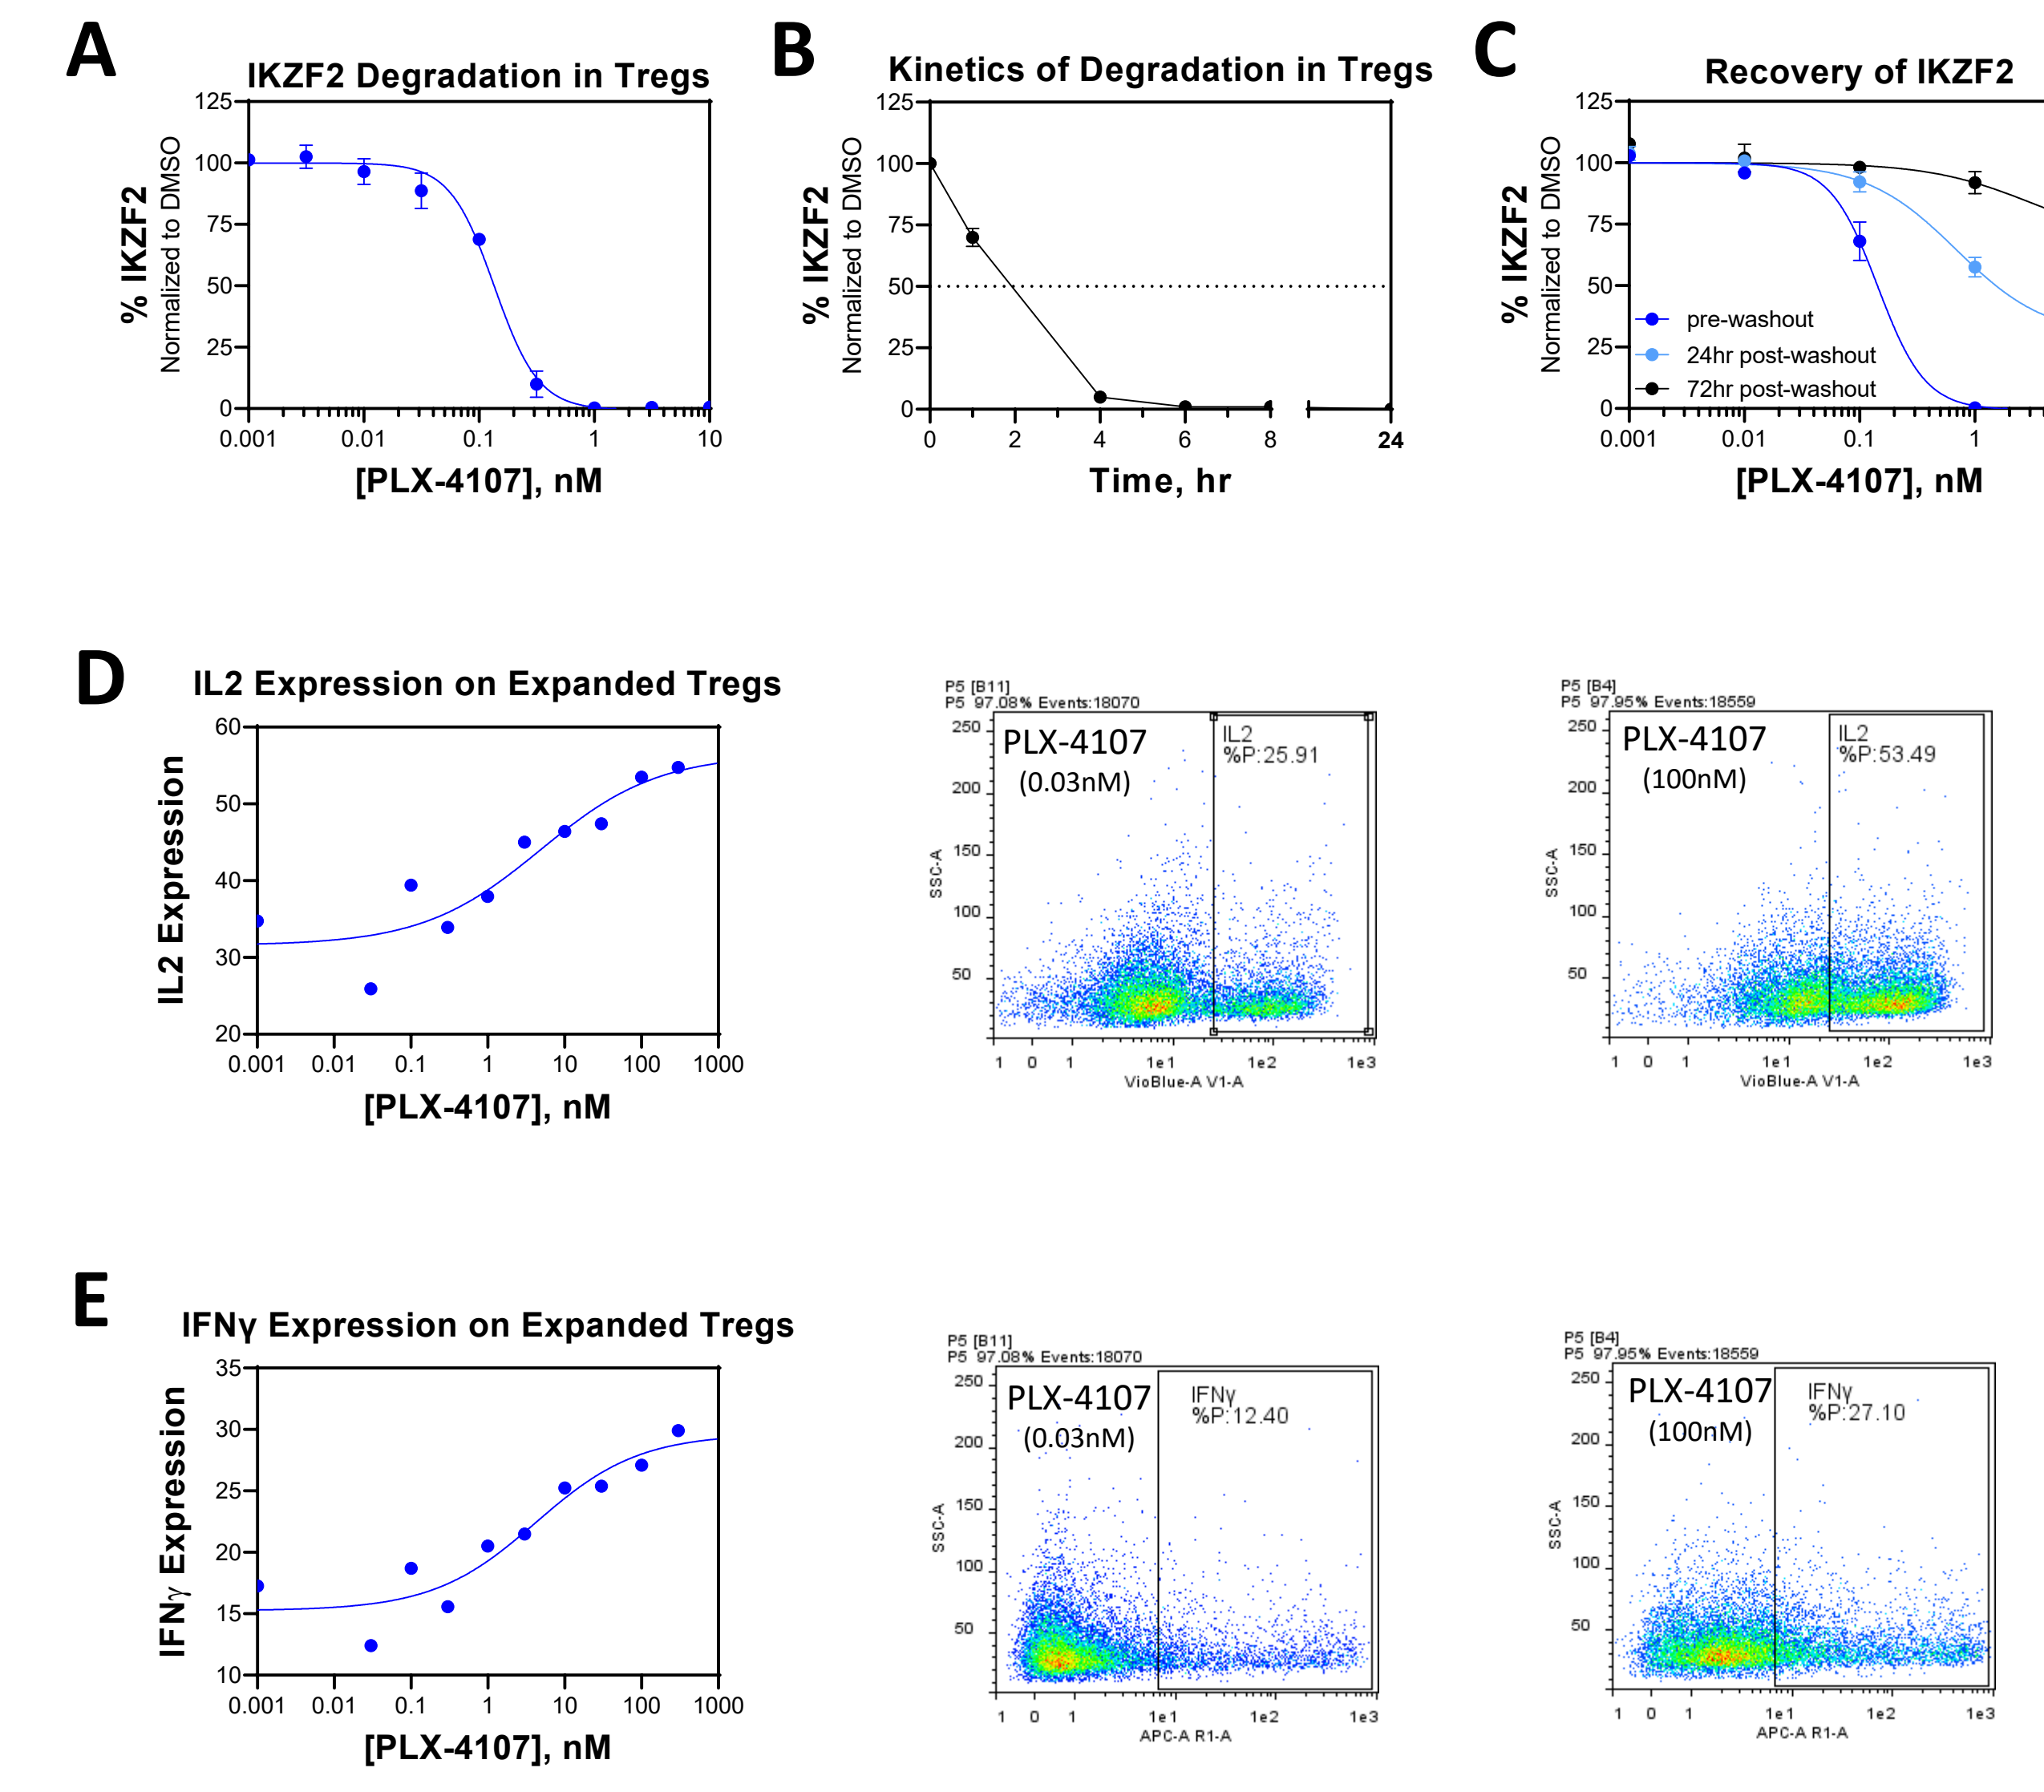 A
IKZF2 Degradation in Tregs
% IKZF2
Normalized to DMSO
125
100
75
50
25
0
0.001 0.01 0.1 1 10
[PLX-4107], nM
B
Kinetics of Degradation in Tregs
% IKZF2
Normalized to DMSO
125
100
75
50
25
0
0 2 4 6 8 24
Time, hr
C
Recovery of IKZF2
% IKZF2
Normalized to DMSO
125
100
75
50
25
0
pre-washout
24hr post-washout
72hr post-washout
0.001 0.01 0.1 1
[PLX-4107], nM
D
IL2 Expression on Expanded Tregs
IL2 Expression
60
50
40
30
20
0.001 0.01 0.1 1 10 100 1000
[PLX-4107], nM
P5 [B11]
P5 97.08% Events:18070
PLX-4107
(0.03nM)
IL2
%P:25.91
SSC-A
250
200
150
100
50
1 0 1 1e1 1e2 1e3
VioBlue-A V1-A
P5 [B4]
P5 97.95% Events:18559
PLX-4107
(100nM)
IL2
%P:53.49
SSC-A
250
200
150
100
50
1 0 1 1e1 1e2 1e3
VioBlue-A V1-A
E
IFNγ Expression on Expanded Tregs
IFNγ Expression
35
30
25
20
15
10
0.001 0.01 0.1 1 10 100 1000
[PLX-4107], nM
P5 [B11]
P5 97.08% Events:18070
PLX-4107
(0.03nM)
IFNγ
%P:12.40
SSC-A
250
200
150
100
50
1 0 1 1e1 1e2 1e3
APC-A R1-A
P5 [B4]
P5 97.95% Events:18559
PLX-4107
(100nM)
IFNγ
%P:27.10
SSC-A
250
200
150
100
50
1 0 1 1e1 1e2 1e3
APC-A R1-A